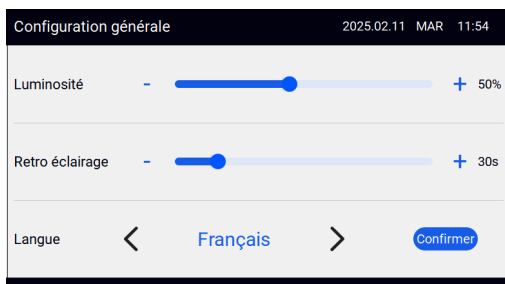 Configuration générale 2025.02.11 MAR 11:54
Luminosité - + 50%
Retro éclairage - + 30s
Langue Français Confirmer